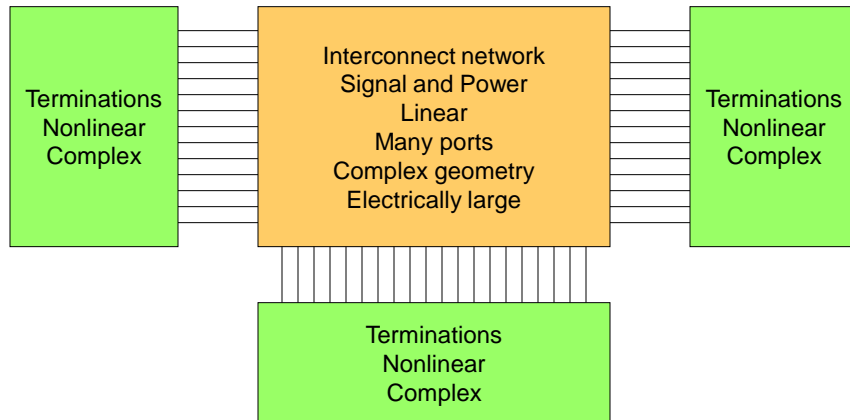 Terminations
Nonlinear
Complex
Interconnect network
Signal and Power
Linear
Many ports
Complex geometry
Electrically large
Terminations
Nonlinear
Complex
Terminations
Nonlinear
Complex